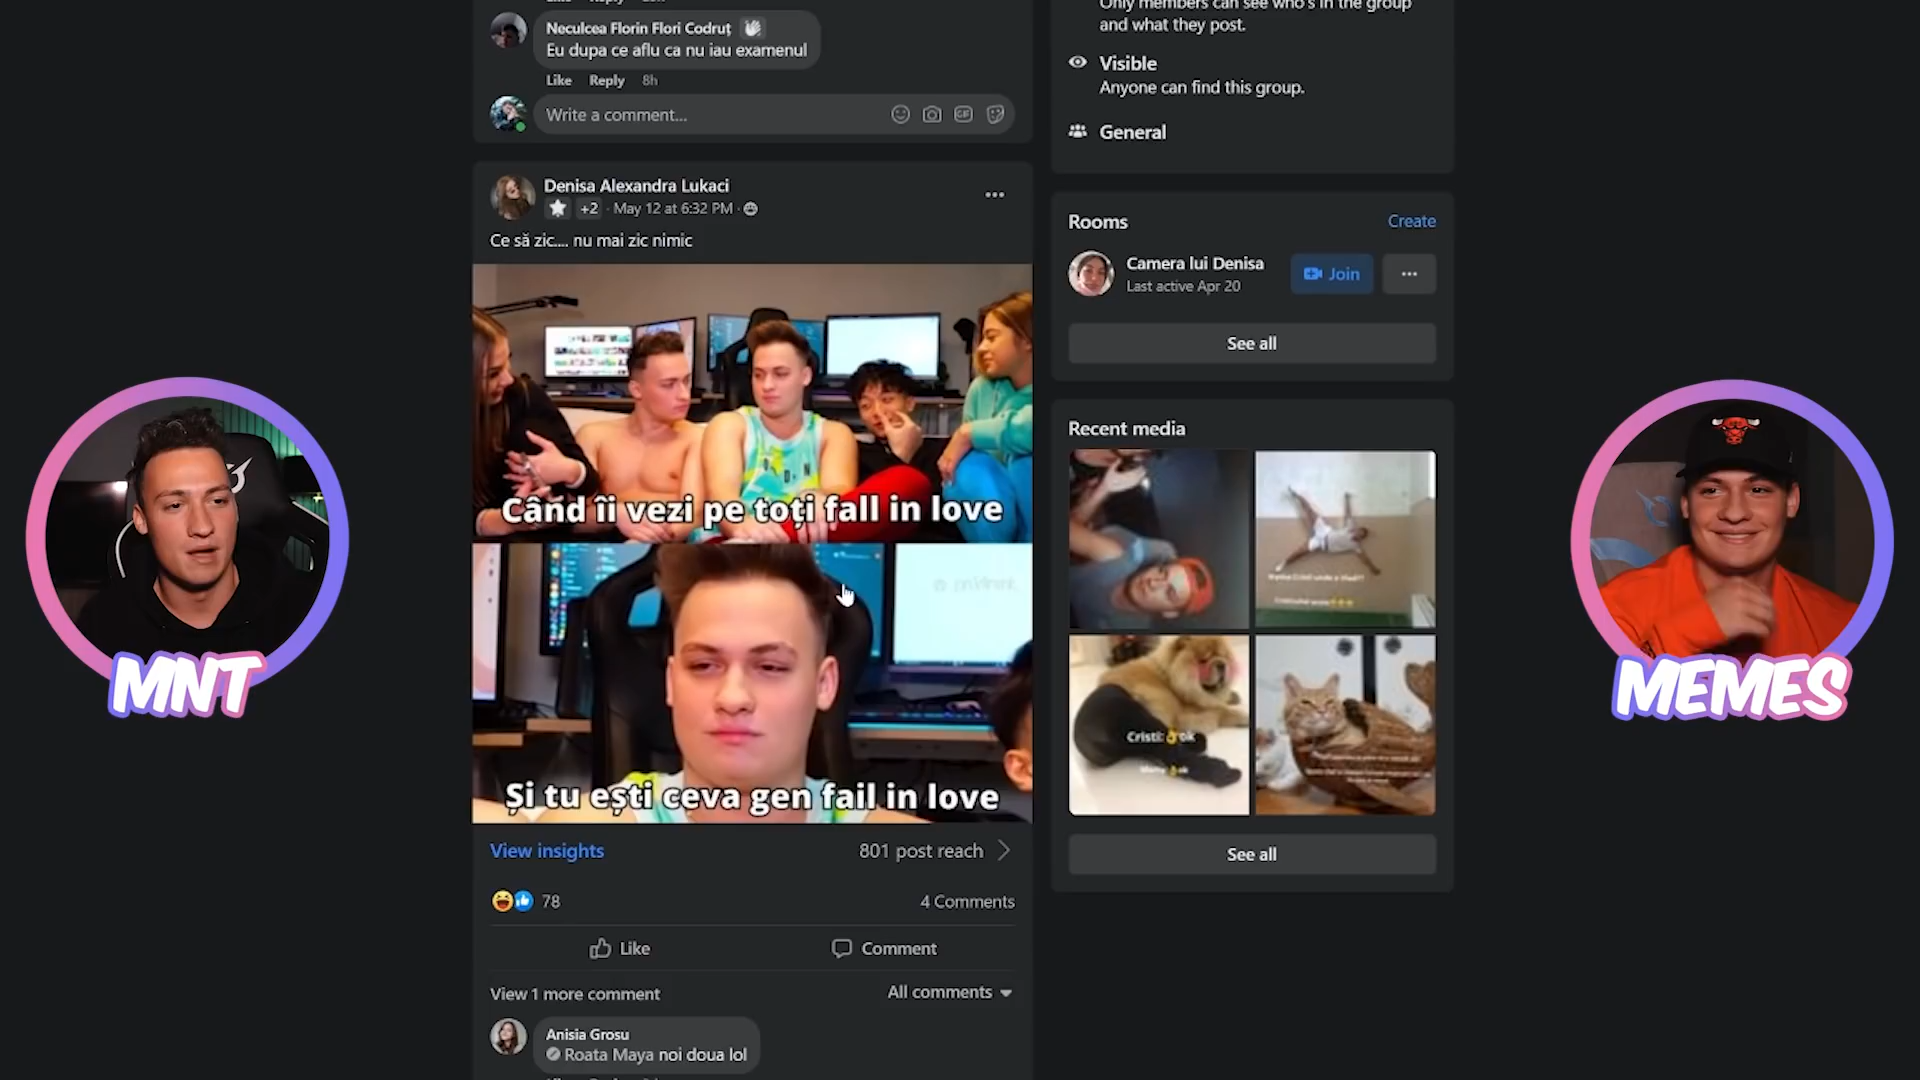 Neculcea Florin Flori Codruț
Eu dupa ce aflu ca nu iau examenul
Like Reply 8h
Write a comment...
GIF
Denisa Alexandra Lukaci
+2 · May 12 at 6:32 PM ·
Ce să zic.... nu mai zic nimic
Când îi vezi pe toți fall in love
Și tu ești ceva gen fail in love
View insights
801 post reach
78
4 Comments
Like
Comment
View 1 more comment
All comments
Anisia Grosu
Roata Maya noi doua lol
Only members can see who's in the group
and what they post.
Visible
Anyone can find this group.
General
Rooms
Create
Camera lui Denisa
Last active Apr 20
Join
See all
Recent media
Cristi: ok
ok
See all
MNT
MEMES